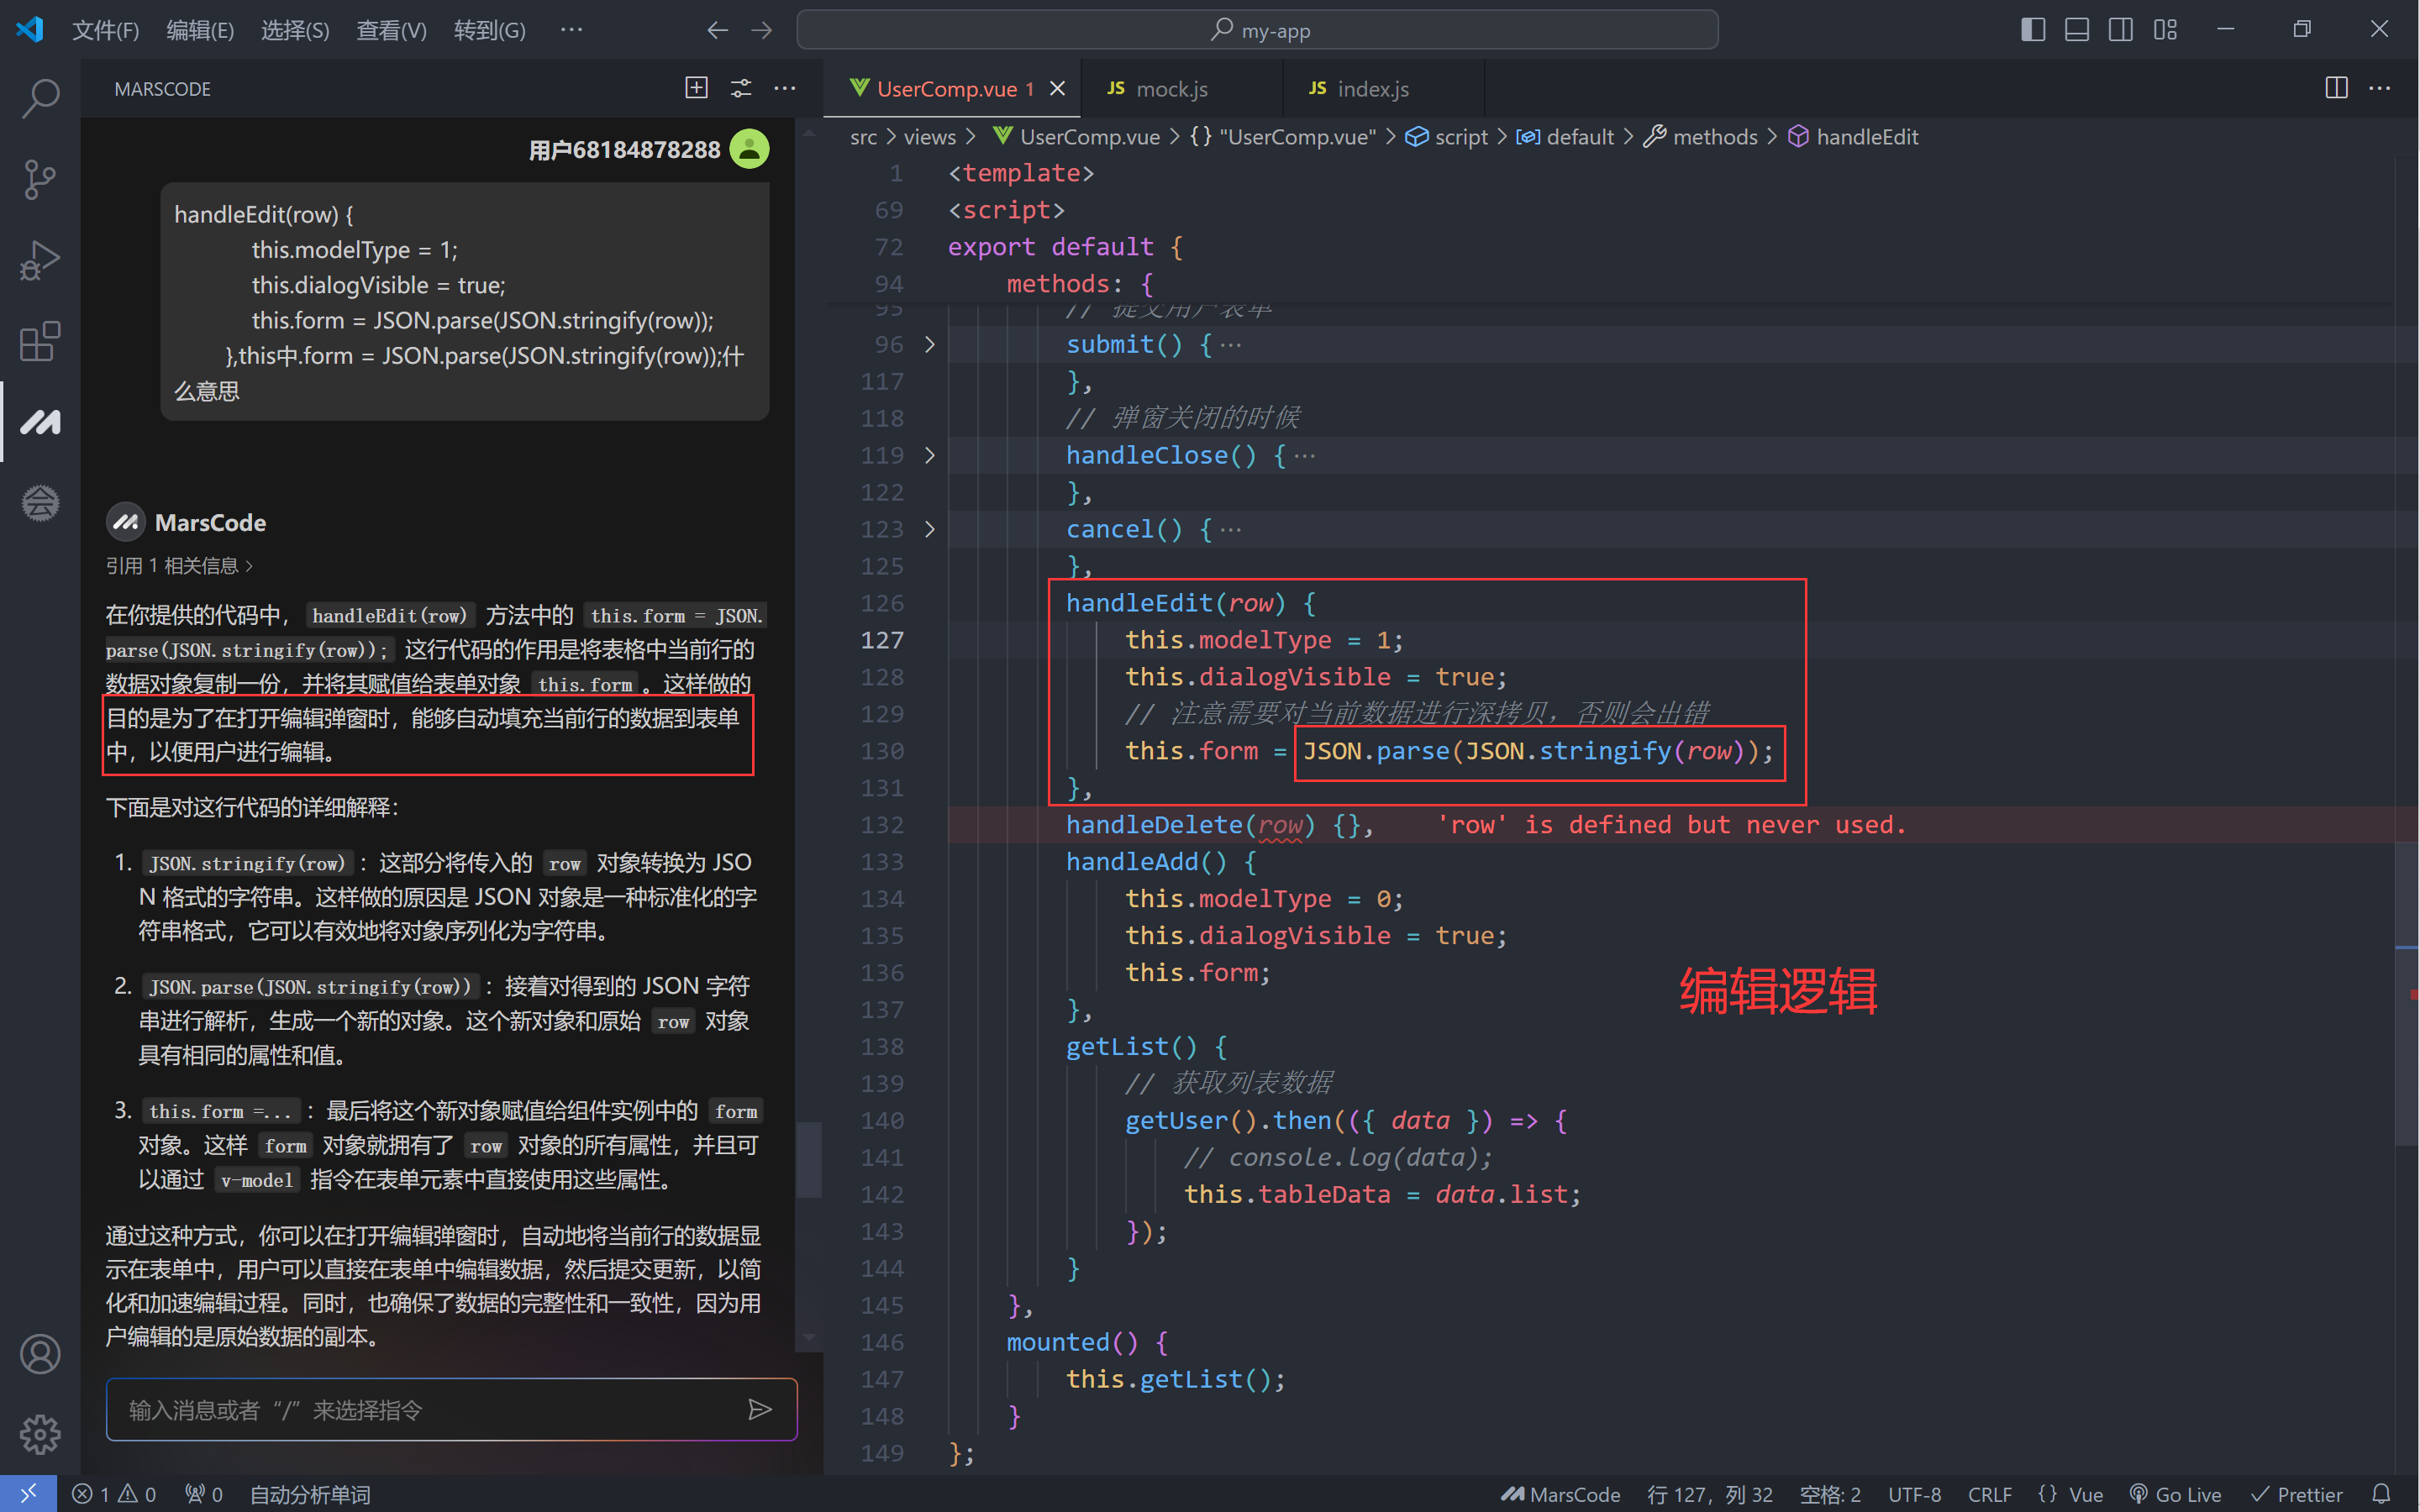 文件(F) 编辑(E) 选择(S) 查看(V) 转到(G) ··· my-app
MARSCODE
用户68184878288
handleEdit(row) {
this.modelType = 1;
this.dialogVisible = true;
this.form = JSON.parse(JSON.stringify(row));
},this中.form = JSON.parse(JSON.stringify(row));什
么意思
MarsCode
引用 1 相关信息 >
在你提供的代码中， handleEdit(row) 方法中的 this.form = JSON.
parse(JSON.stringify(row)); 这行代码的作用是将表格中当前行的
数据对象复制一份，并将其赋值给表单对象 this.form 。这样做的
目的是为了在打开编辑弹窗时，能够自动填充当前行的数据到表单
中，以便用户进行编辑。
下面是对这行代码的详细解释：
1. JSON.stringify(row) ：这部分将传入的 row 对象转换为 JSO
N 格式的字符串。这样做的原因是 JSON 对象是一种标准化的字
符串格式，它可以有效地将对象序列化为字符串。
2. JSON.parse(JSON.stringify(row)) ：接着对得到的 JSON 字符
串进行解析，生成一个新的对象。这个新对象和原始 row 对象
具有相同的属性和值。
3. this.form =... ：最后将这个新对象赋值给组件实例中的 form
对象。这样 form 对象就拥有了 row 对象的所有属性，并且可
以通过 v-model 指令在表单元素中直接使用这些属性。
通过这种方式，你可以在打开编辑弹窗时，自动地将当前行的数据显
示在表单中，用户可以直接在表单中编辑数据，然后提交更新，以简
化和加速编辑过程。同时，也确保了数据的完整性和一致性，因为用
户编辑的是原始数据的副本。
输入消息或者 “/” 来选择指令
UserComp.vue 1 JS mock.js JS index.js
src > views > UserComp.vue > {} "UserComp.vue" > script > default > methods > handleEdit
1 <template>
69 <script>
72 export default {
94 methods: {
95 // 提交用户表单
96 submit() {···
117 },
118 // 弹窗关闭的时候
119 handleClose() {···
122 },
123 cancel() {···
125 },
126 handleEdit(row) {
127 this.modelType = 1;
128 this.dialogVisible = true;
129 // 注意需要对当前数据进行深拷贝，否则会出错
130 this.form = JSON.parse(JSON.stringify(row));
131 },
132 handleDelete(row) {}, 'row' is defined but never used.
133 handleAdd() {
134 this.modelType = 0;
135 this.dialogVisible = true;
136 this.form;
137 },
138 getList() {
139 // 获取列表数据
140 getUser().then(({ data }) => {
141 // console.log(data);
142 this.tableData = data.list;
143 });
144 }
145 },
146 mounted() {
147 this.getList();
148 }
149 };
编辑逻辑
会
1 0 0 自动分析单词 MarsCode 行 127，列 32 空格: 2 UTF-8 CRLF {} Vue Go Live Prettier